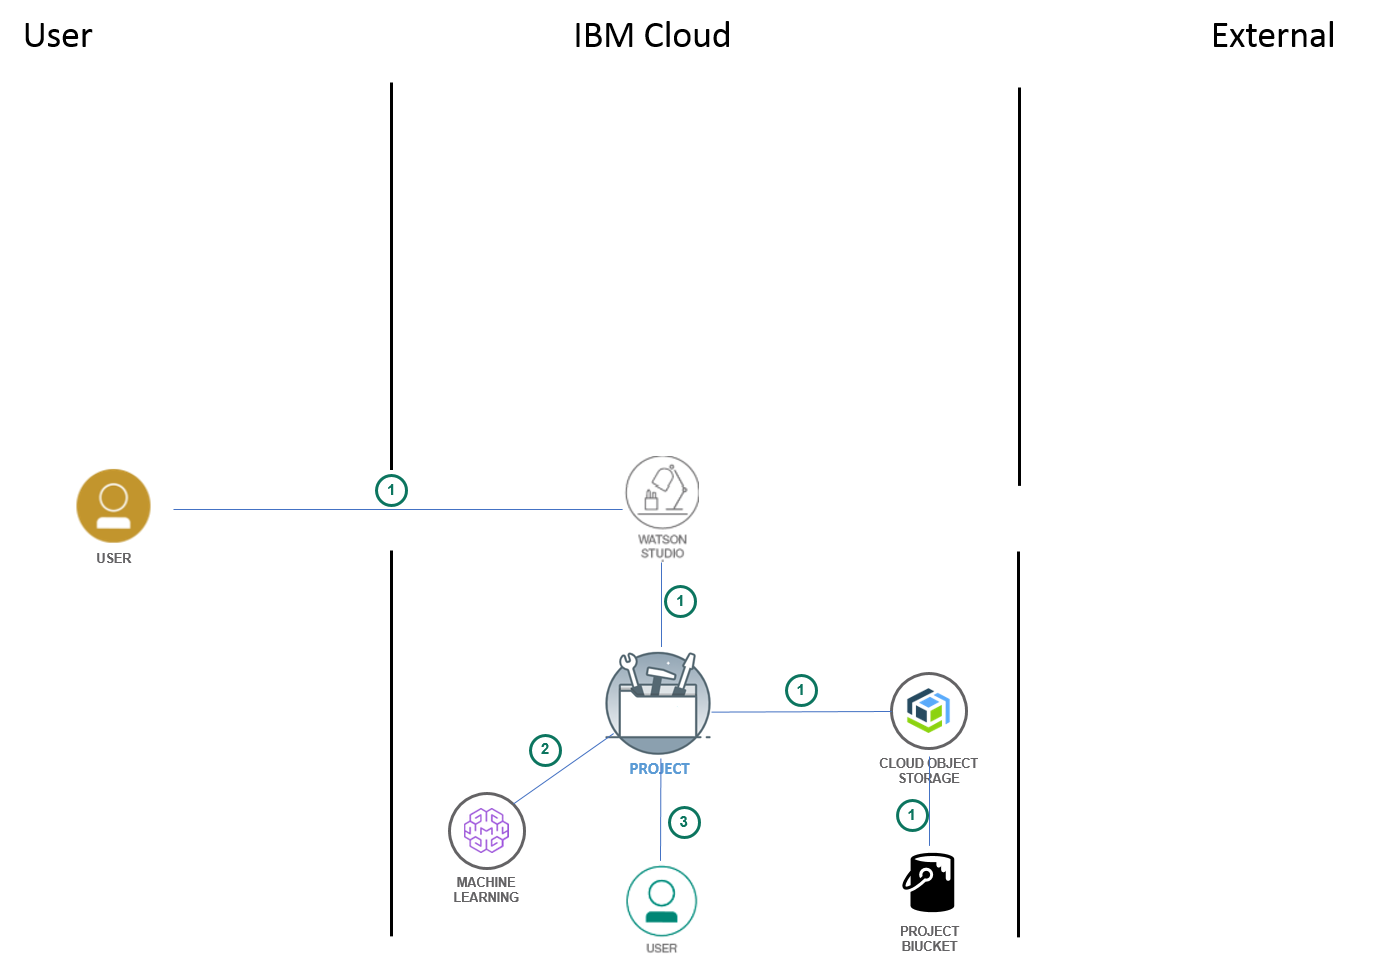 User
IBM Cloud
External
1
USER
WATSON
STUDIO
1
1
PROJECT
2
CLOUD OBJECT
STORAGE
1
3
MACHINE
LEARNING
USER
PROJECT
BIUCKET